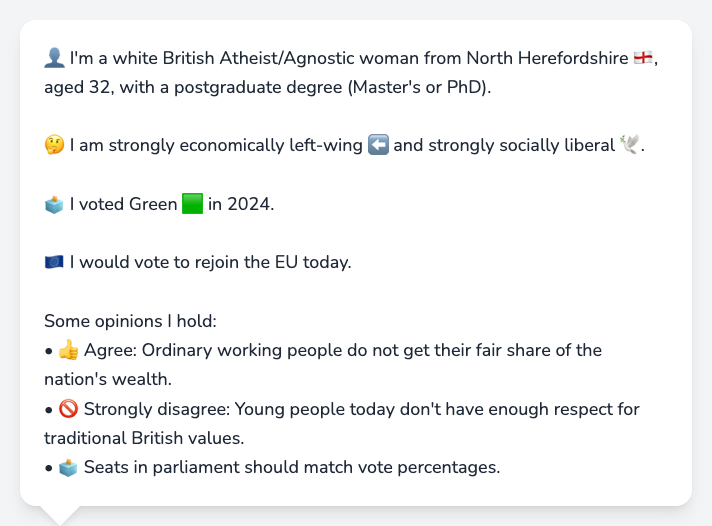 👤 I'm a white British Atheist/Agnostic woman from North Herefordshire 🏴󠁧󠁢󠁥󠁮󠁧󠁿,
aged 32, with a postgraduate degree (Master's or PhD).
🤔 I am strongly economically left-wing ⬅️ and strongly socially liberal 🕊️.
🗳️ I voted Green 🟩 in 2024.
🇪🇺 I would vote to rejoin the EU today.
Some opinions I hold:
• 👍 Agree: Ordinary working people do not get their fair share of the
nation's wealth.
• 🚫 Strongly disagree: Young people today don't have enough respect for
traditional British values.
• 🗳️ Seats in parliament should match vote percentages.